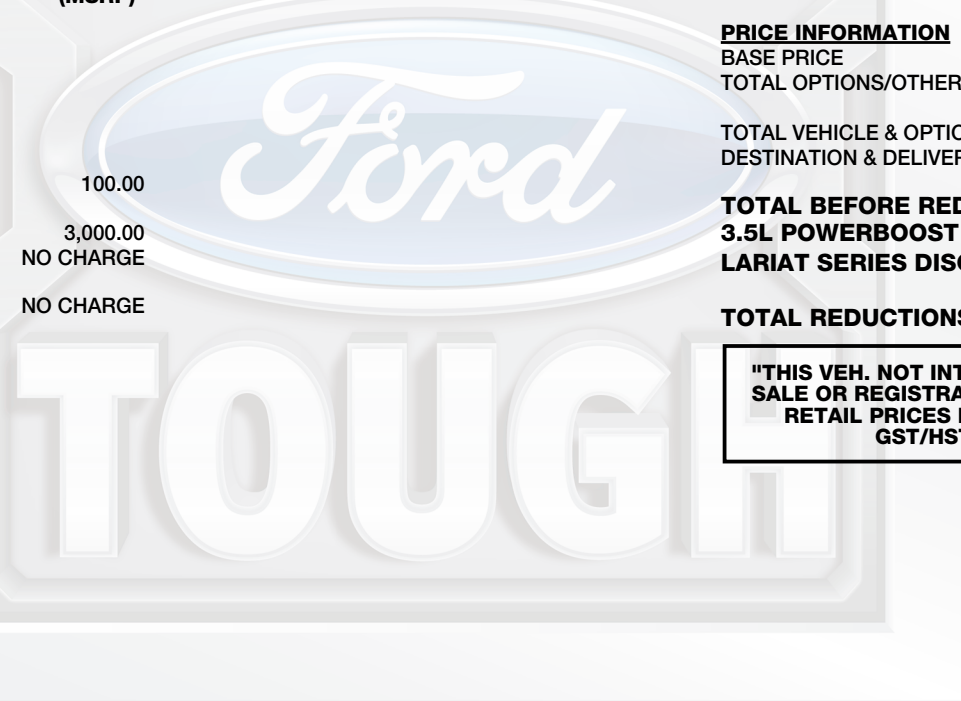 (MSRP)
100.00
3,000.00
NO CHARGE
NO CHARGE
Ford
TOUGH
PRICE INFORMATION
BASE PRICE
TOTAL OPTIONS/OTHER
TOTAL VEHICLE & OPTIO
DESTINATION & DELIVER
TOTAL BEFORE RED
3.5L POWERBOOST
LARIAT SERIES DISC
TOTAL REDUCTIONS
"THIS VEH. NOT INT
SALE OR REGISTRA
RETAIL PRICES
GST/HST